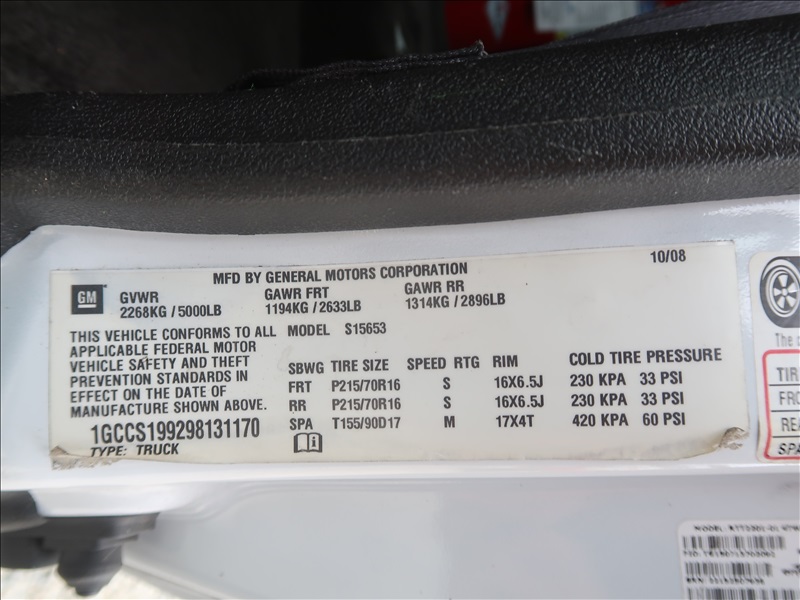 MFD BY GENERAL MOTORS CORPORATION
10/08
GM
GVWR GAWR FRT GAWR RR
2268KG / 5000LB 1194KG / 2633LB 1314KG / 2896LB
THIS VEHICLE CONFORMS TO ALL
APPLICABLE FEDERAL MOTOR
VEHICLE SAFETY AND THEFT
PREVENTION STANDARDS IN
EFFECT ON THE DATE OF
MANUFACTURE SHOWN ABOVE.
1GCCS199298131170
TYPE: TRUCK
MODEL S15653
SBWG TIRE SIZE SPEED RTG RIM COLD TIRE PRESSURE
FRT P215/70R16 S 16X6.5J 230 KPA 33 PSI
RR P215/70R16 S 16X6.5J 230 KPA 33 PSI
SPA T155/90D17 M 17X4T 420 KPA 60 PSI
i
The